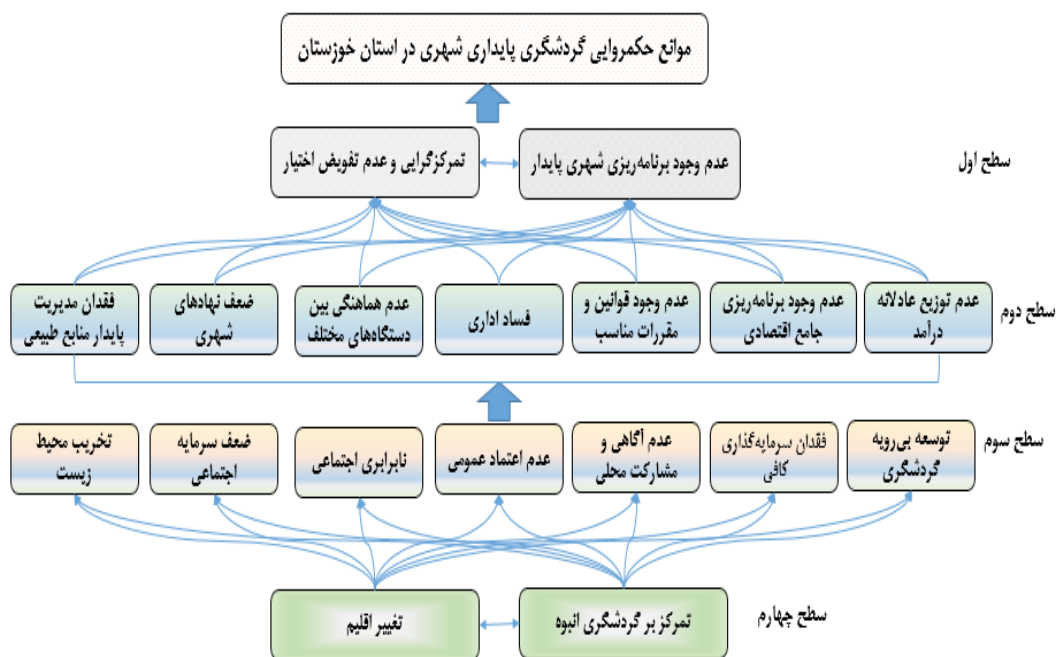 موانع حکمروایی گردشگری پایداری شهری در استان خوزستان
سطح اول
عدم وجود برنامه‌ریزی شهری پایدار
تمرکزگرایی و عدم تفویض اختیار
سطح دوم
عدم توزیع عادلانه
درآمد
عدم وجود برنامه‌ریزی
جامع اقتصادی
عدم وجود قوانین و
مقررات مناسب
فساد اداری
عدم هماهنگی بین
دستگاه‌های مختلف
ضعف نهادهای
شهری
فقدان مدیریت
پایدار منابع طبیعی
سطح سوم
توسعه بی‌رویه
گردشگری
فقدان سرمایه‌گذاری
کافی
عدم آگاهی و
مشارکت محلی
عدم اعتماد عمومی
نابرابری اجتماعی
ضعف سرمایه
اجتماعی
تخریب محیط
زیست
سطح چهارم
تمرکز بر گردشگری انبوه
تغییر اقلیم